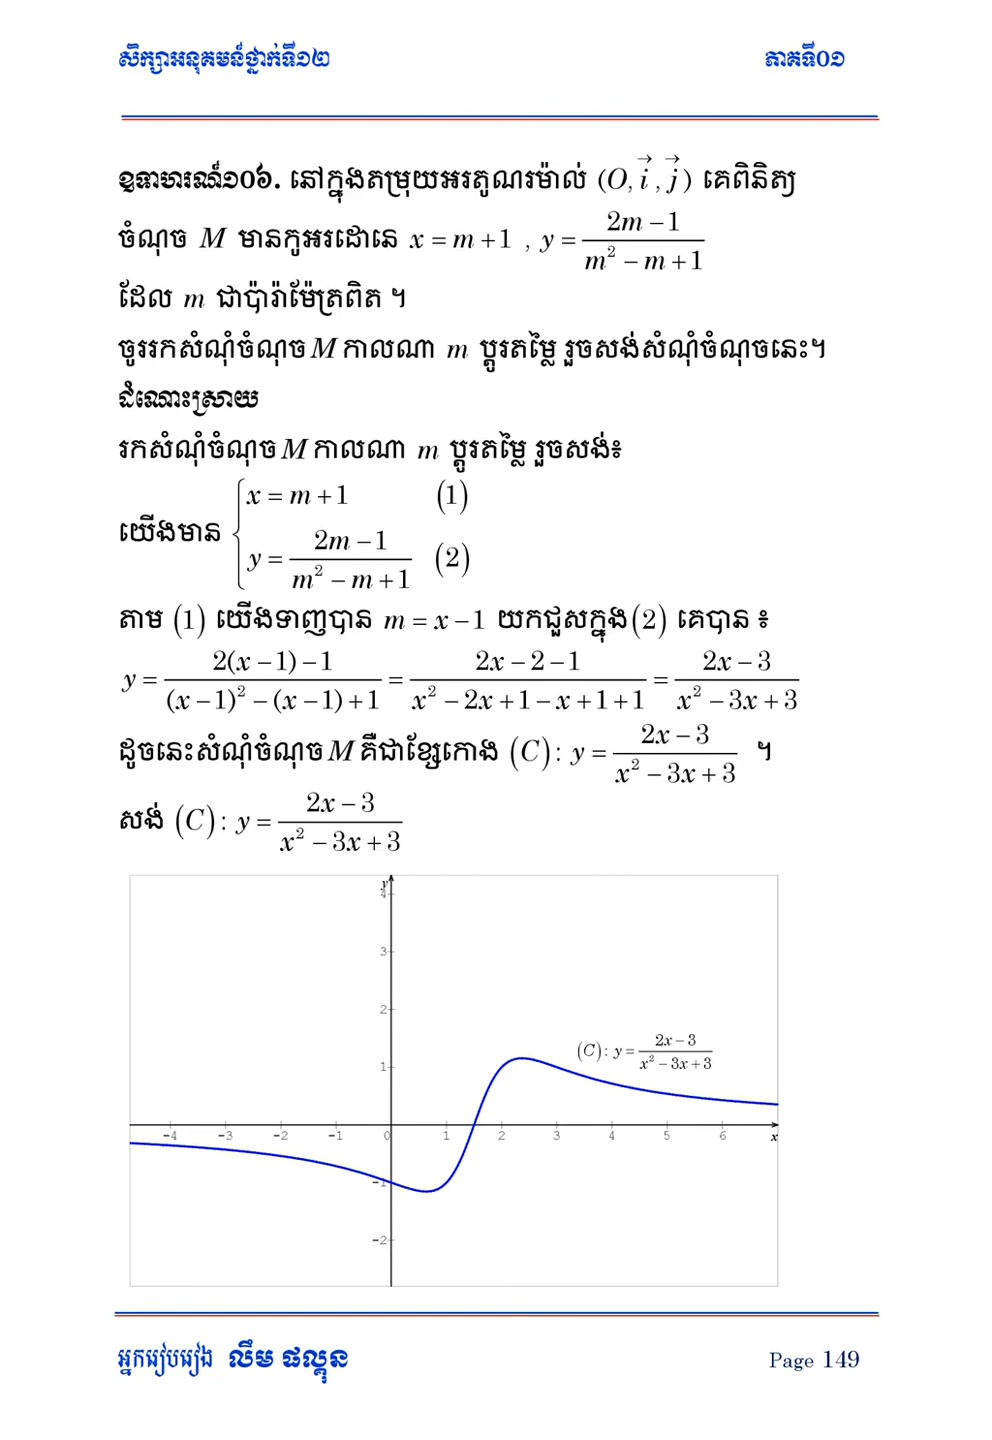 សិក្សាអនុគមន៍ថ្នាក់ទី១២ ភាគទី០១
ឧទាហរណ៍១០៦. នៅក្នុងតម្រុយអរតូណរម៉ាល់ (O, i⃗, j⃗) គេពិនិត្យ
ចំណុច M មានកូអរដោនេ x = m + 1 , y = (2m − 1)/(m² − m + 1)
ដែល m ជាប៉ារ៉ាម៉ែត្រពិត ។
ចូររកសំណុំចំណុច M កាលណា m ប្តូរតម្លៃ រួចសង់សំណុំចំណុចនេះ។
ដំណោះស្រាយ
រកសំណុំចំណុច M កាលណា m ប្តូរតម្លៃ រួចសង់៖
យើងមាន { x = m + 1 (1)
y = (2m − 1)/(m² − m + 1) (2)
តាម (1) យើងទាញបាន m = x − 1 យកជួសក្នុង (2) គេបាន ៖
y = (2(x − 1) − 1)/((x − 1)² − (x − 1) + 1) = (2x − 2 − 1)/(x² − 2x + 1 − x + 1 + 1) = (2x − 3)/(x² − 3x + 3)
ដូចនេះសំណុំចំណុច M គឺជាខ្សែកោង (C) : y = (2x − 3)/(x² − 3x + 3) ។
សង់ (C) : y = (2x − 3)/(x² − 3x + 3)
y
4
3
2
(C) : y = (2x − 3)/(x² − 3x + 3)
1
−4 −3 −2 −1 0 1 2 3 4 5 6 x
−1
−2
អ្នករៀបរៀង លឹម ផល្គុន Page 149